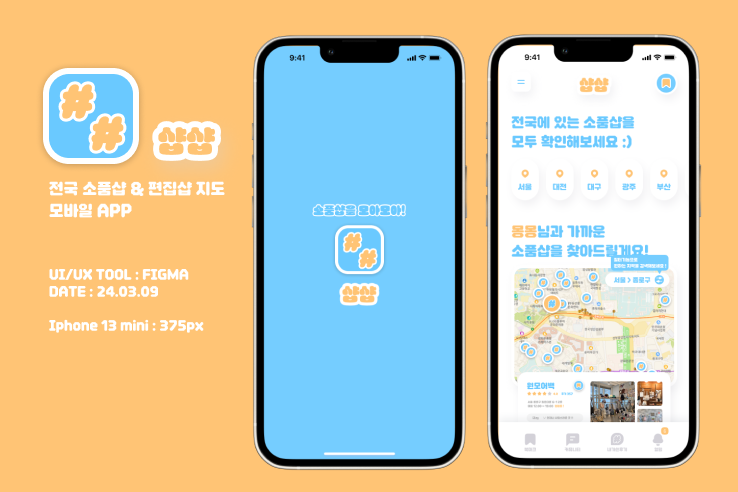 샵샵
전국 소품샵 & 편집샵 지도
모바일 APP
UI/UX TOOL : FIGMA
DATE : 24.03.09
Iphone 13 mini : 375px
9:41
소품샵을 모아모아!
샵샵
9:41
샵샵
전국에 있는 소품샵을
모두 확인해보세요 :)
서울
대전
대구
광주
부산
몽몽님과 가까운
소품샵을 찾아드릴게요!
서울 > 종로구